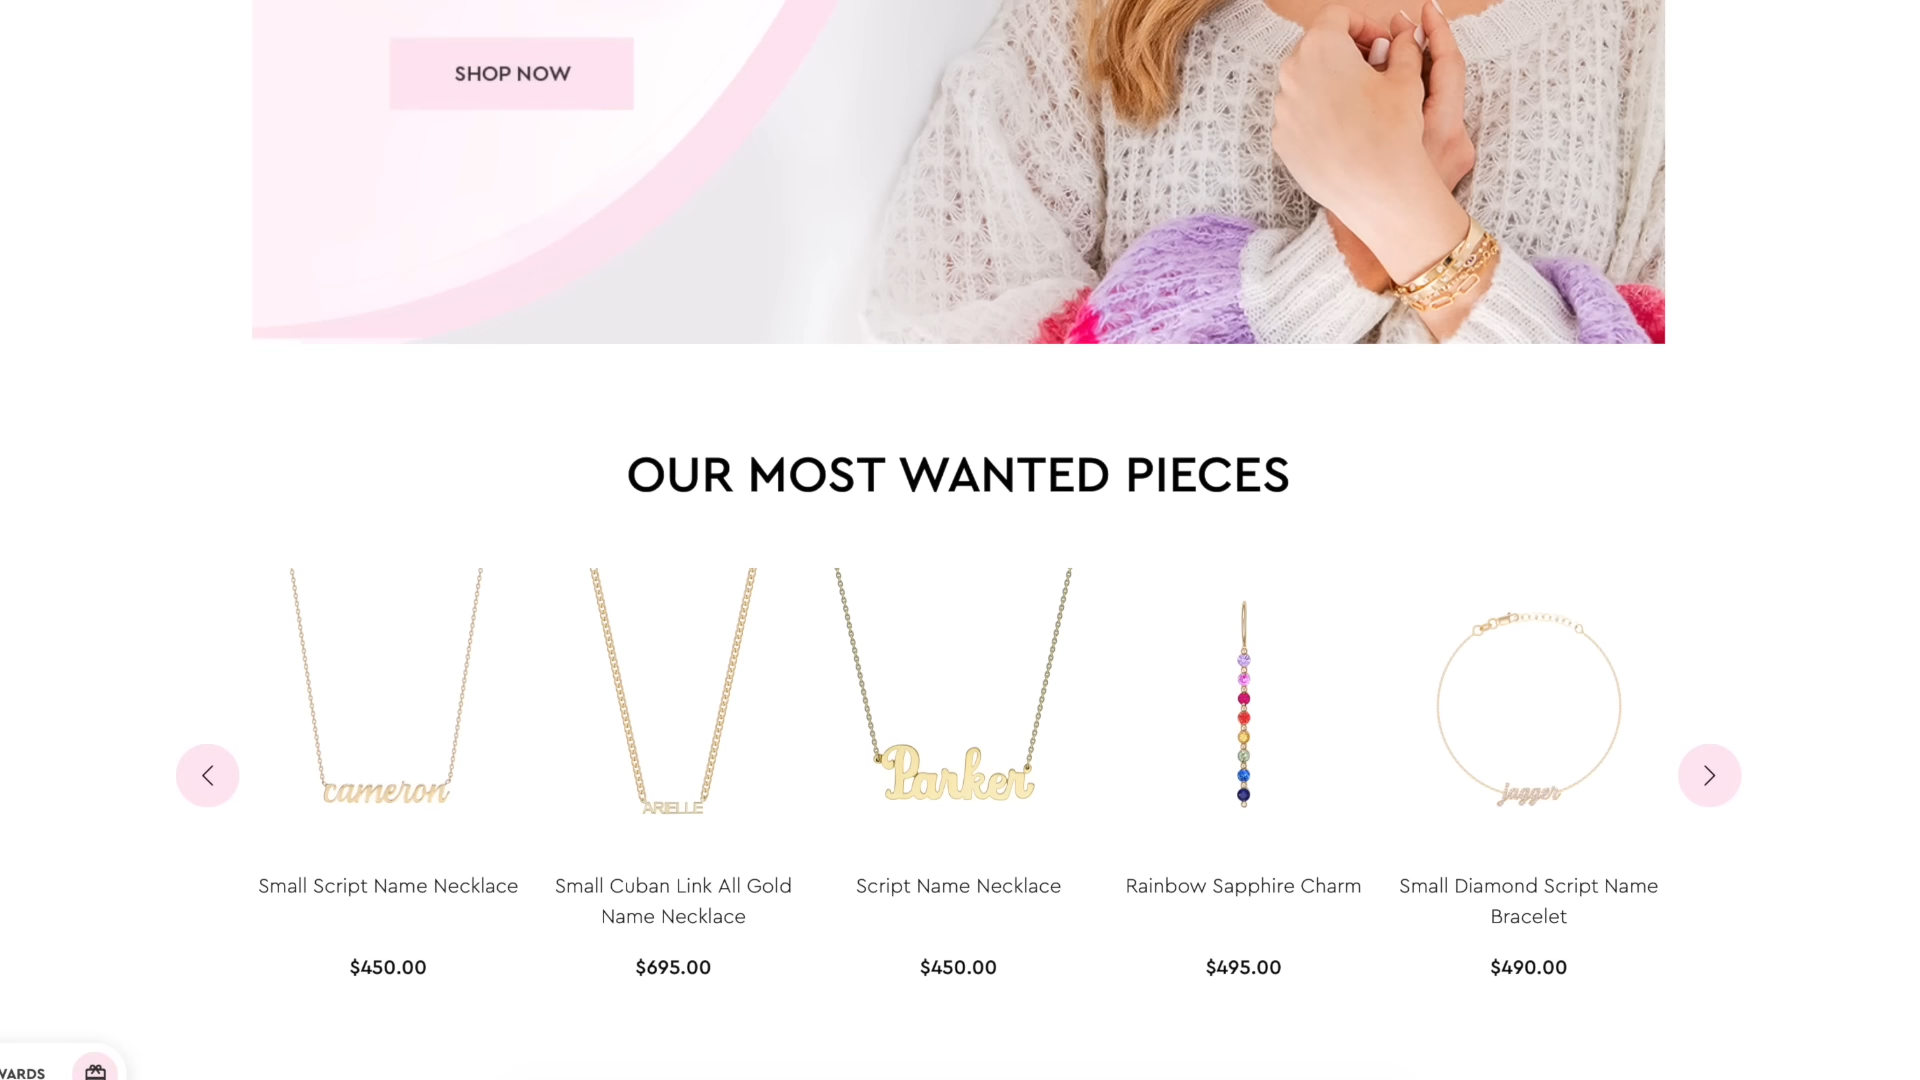 SHOP NOW
OUR MOST WANTED PIECES
cameron
ARIELLE
Parker
jagger
Small Script Name Necklace
Small Cuban Link All Gold
Name Necklace
Script Name Necklace
Rainbow Sapphire Charm
Small Diamond Script Name
Bracelet
$450.00
$695.00
$450.00
$495.00
$490.00
WARDS